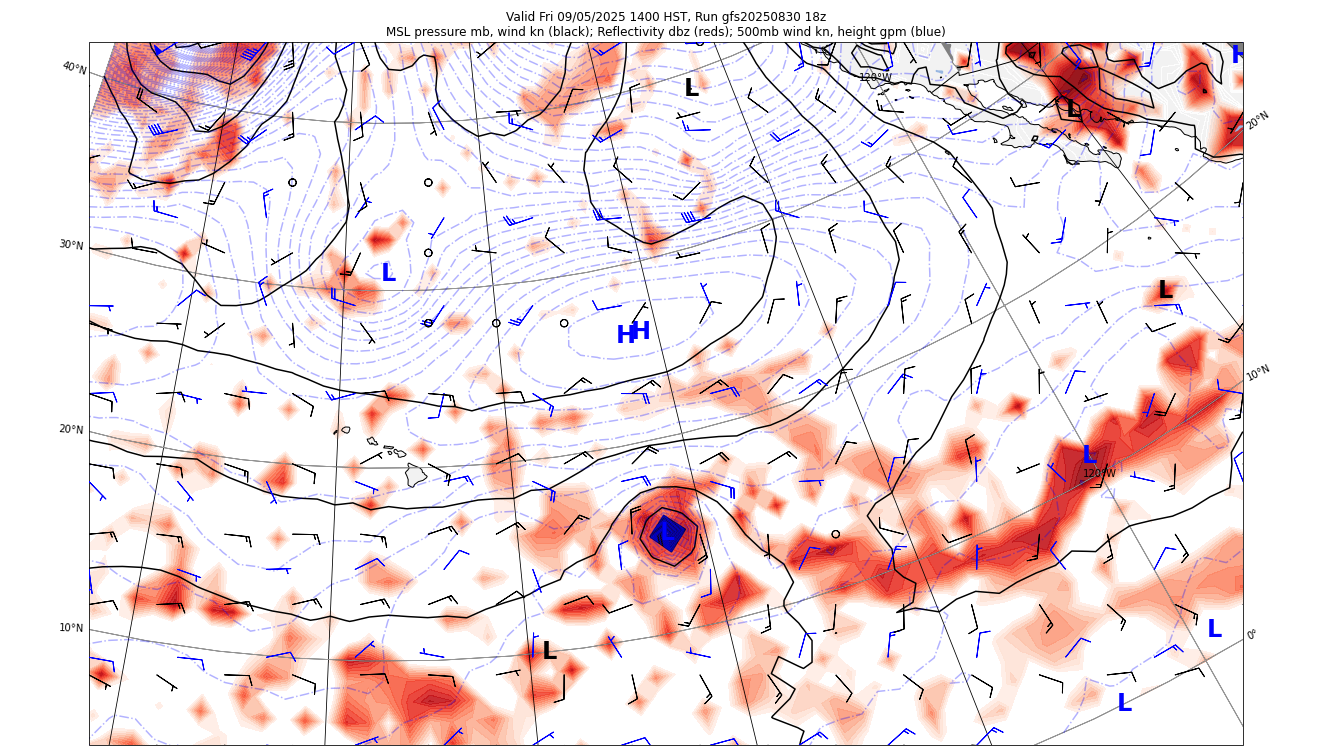 Valid Fri 09/05/2025 1400 HST, Run gfs20250830 18z
MSL pressure mb, wind kn (black); Reflectivity dbz (reds); 500mb wind kn, height gpm (blue)
H
40°N
120°W
L
L
20°N
30°N
L
L
H
H
10°N
20°N
L
120°W
L
10°N
L
0°
L
L